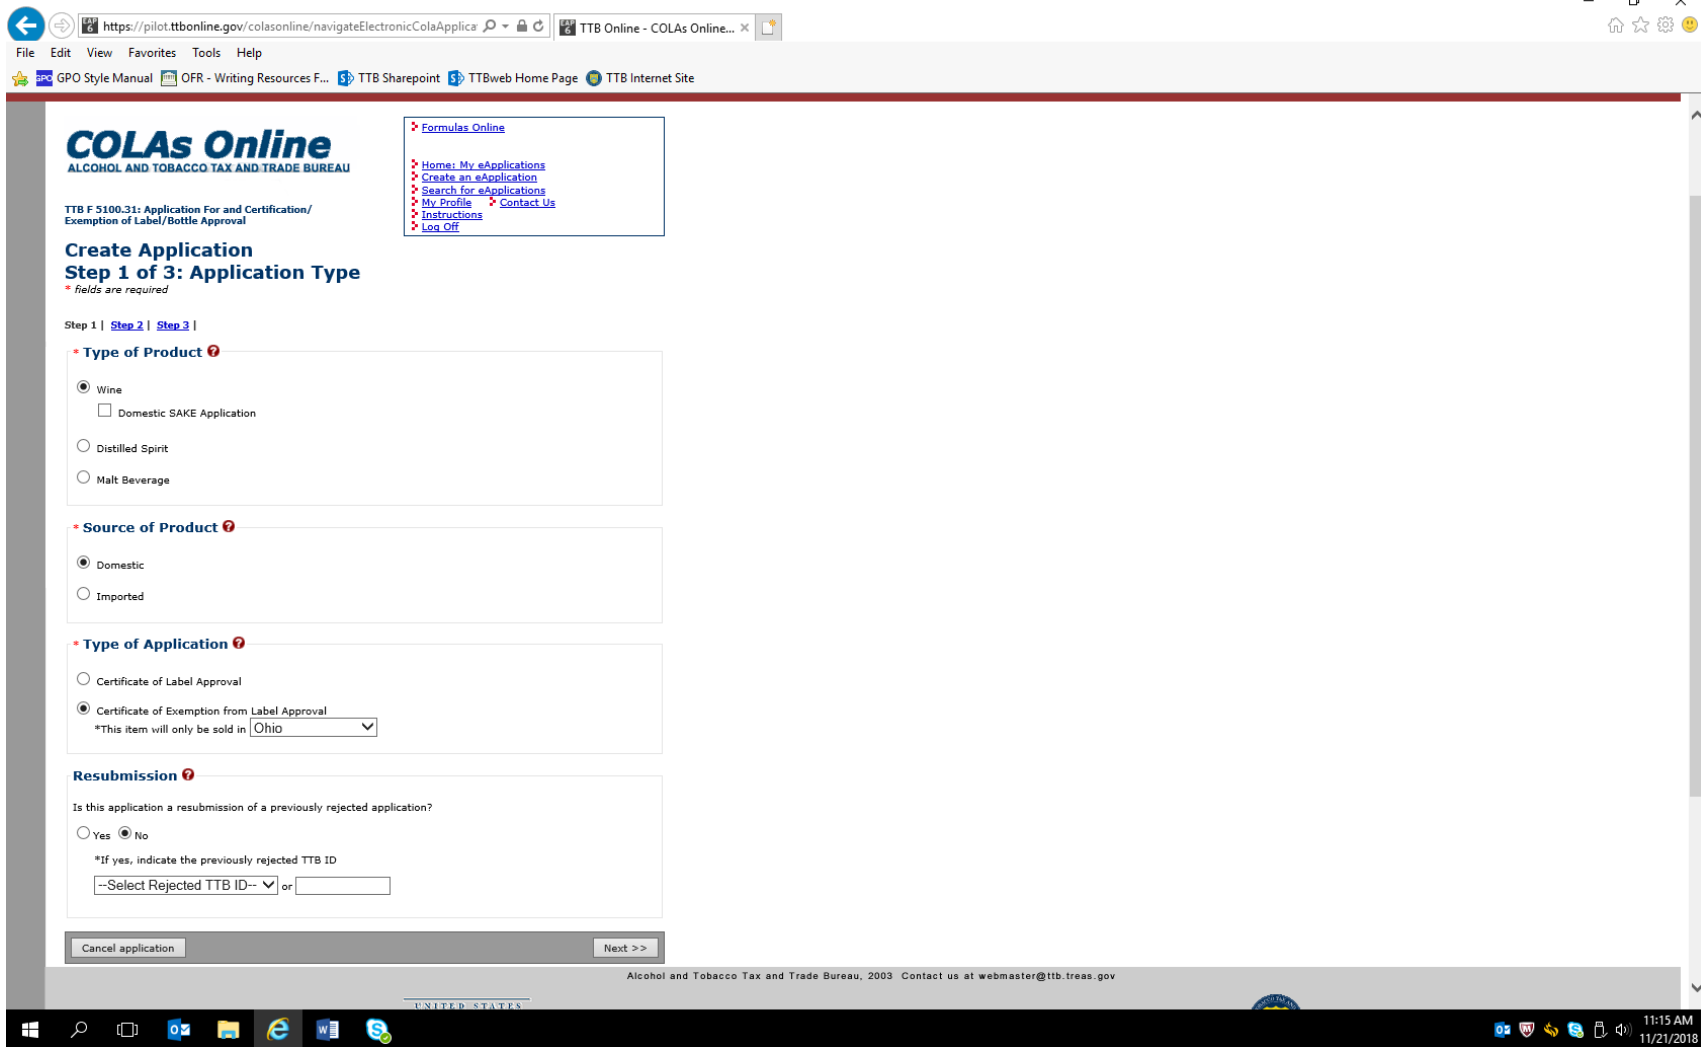 https://pilot.ttbonline.gov/colasonline/navigateElectronicColaApplica
TTB Online - COLAs Online...
File Edit View Favorites Tools Help
GPO Style Manual OFR - Writing Resources F... TTB Sharepoint TTBweb Home Page TTB Internet Site
COLAs Online
ALCOHOL AND TOBACCO TAX AND TRADE BUREAU
Formulas Online
Home: My eApplications
Create an eApplication
Search for eApplications
My Profile Contact Us
Instructions
Log Off
TTB F 5100.31: Application For and Certification/
Exemption of Label/Bottle Approval
Create Application
Step 1 of 3: Application Type
* fields are required
Step 1 | Step 2 | Step 3 |
* Type of Product ?
Wine
Domestic SAKE Application
Distilled Spirit
Malt Beverage
* Source of Product ?
Domestic
Imported
* Type of Application ?
Certificate of Label Approval
Certificate of Exemption from Label Approval
*This item will only be sold in Ohio
Resubmission ?
Is this application a resubmission of a previously rejected application?
Yes No
*If yes, indicate the previously rejected TTB ID
--Select Rejected TTB ID-- or
Cancel application Next >>
Alcohol and Tobacco Tax and Trade Bureau, 2003 Contact us at webmaster@ttb.treas.gov
UNITED STATES
11:15 AM
11/21/2018